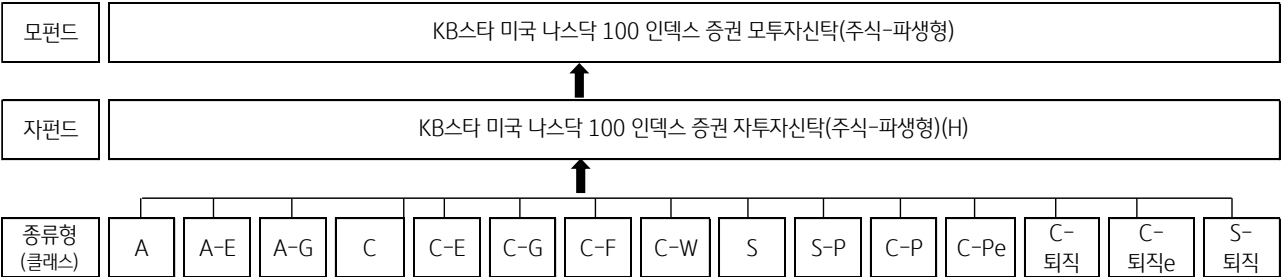 모펀드
KB스타 미국 나스닥 100 인덱스 증권 모투자신탁(주식-파생형)
자펀드
KB스타 미국 나스닥 100 인덱스 증권 자투자신탁(주식-파생형)(H)
종류형
(클래스)
A
A-E
A-G
C
C-E
C-G
C-F
C-W
S
S-P
C-P
C-Pe
C-
퇴직
C-
퇴직e
S-
퇴직